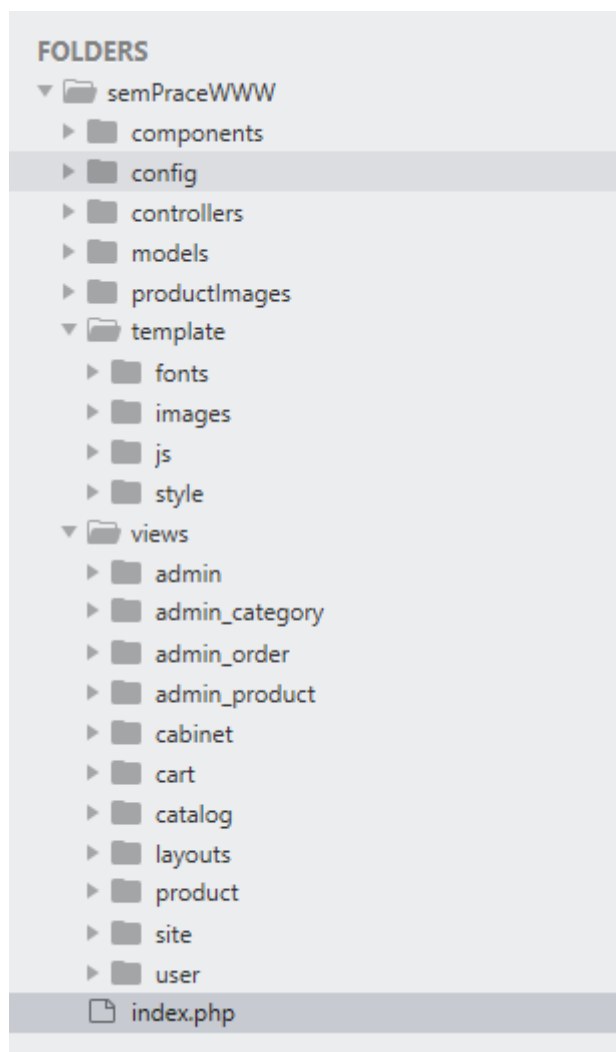 FOLDERS
semPraceWWW
components
config
controllers
models
productImages
template
fonts
images
js
style
views
admin
admin_category
admin_order
admin_product
cabinet
cart
catalog
layouts
product
site
user
index.php